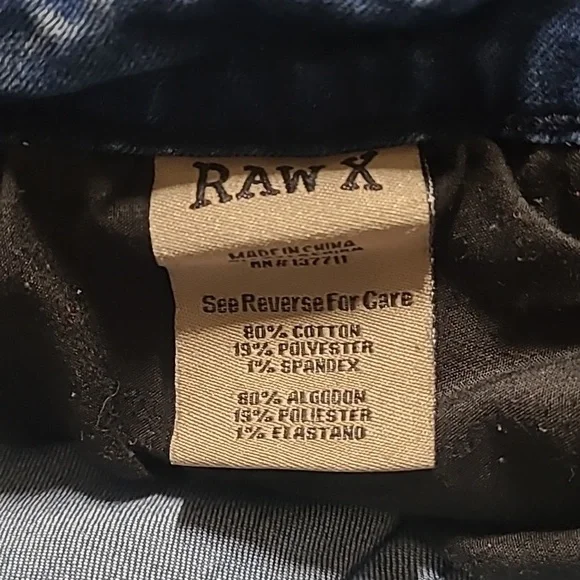 RAW X
MADE IN CHINA
RN# 137711
See Reverse For Care
80% COTTON
19% POLYESTER
1% SPANDEX
80% ALGODON
19% POLIESTER
1% ELASTANO